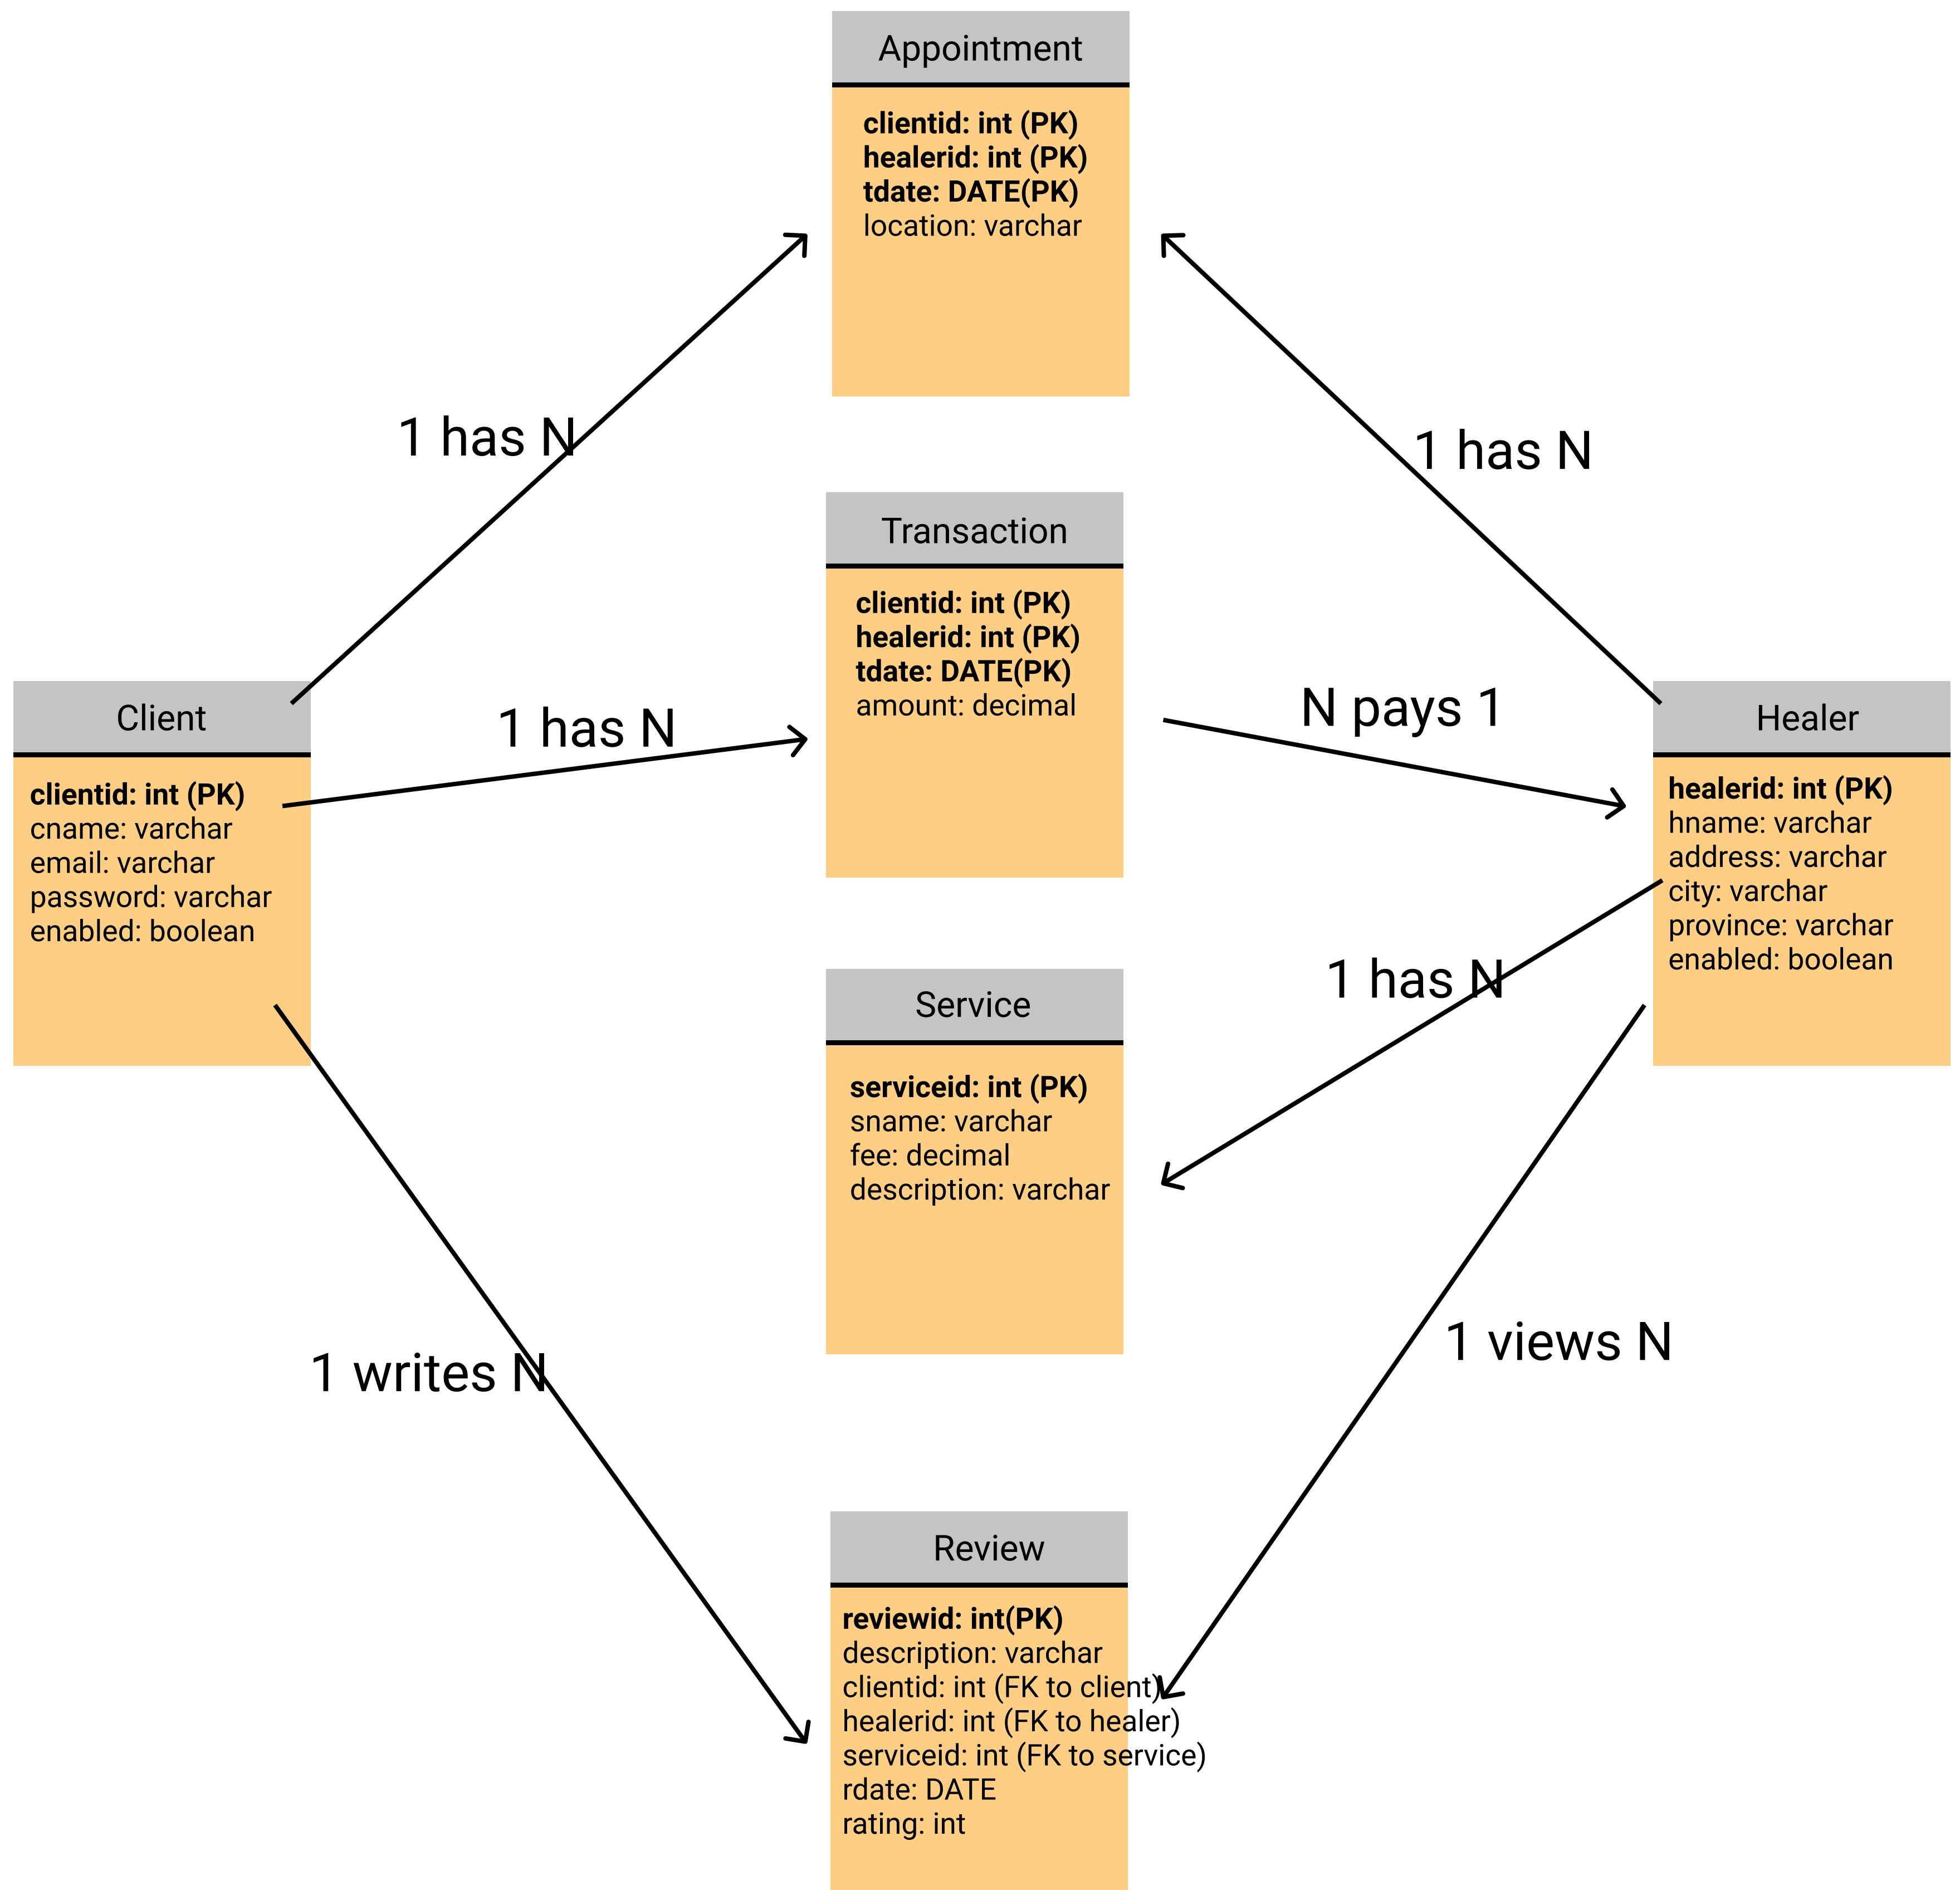 Appointment
clientid: int (PK)
healerid: int (PK)
tdate: DATE(PK)
location: varchar
1 has N
1 has N
Transaction
clientid: int (PK)
healerid: int (PK)
tdate: DATE(PK)
amount: decimal
Client
clientid: int (PK)
cname: varchar
email: varchar
password: varchar
enabled: boolean
1 has N
N pays 1
Healer
healerid: int (PK)
hname: varchar
address: varchar
city: varchar
province: varchar
enabled: boolean
1 has N
Service
serviceid: int (PK)
sname: varchar
fee: decimal
description: varchar
1 writes N
1 views N
Review
reviewid: int(PK)
description: varchar
clientid: int (FK to client)
healerid: int (FK to healer)
serviceid: int (FK to service)
rdate: DATE
rating: int